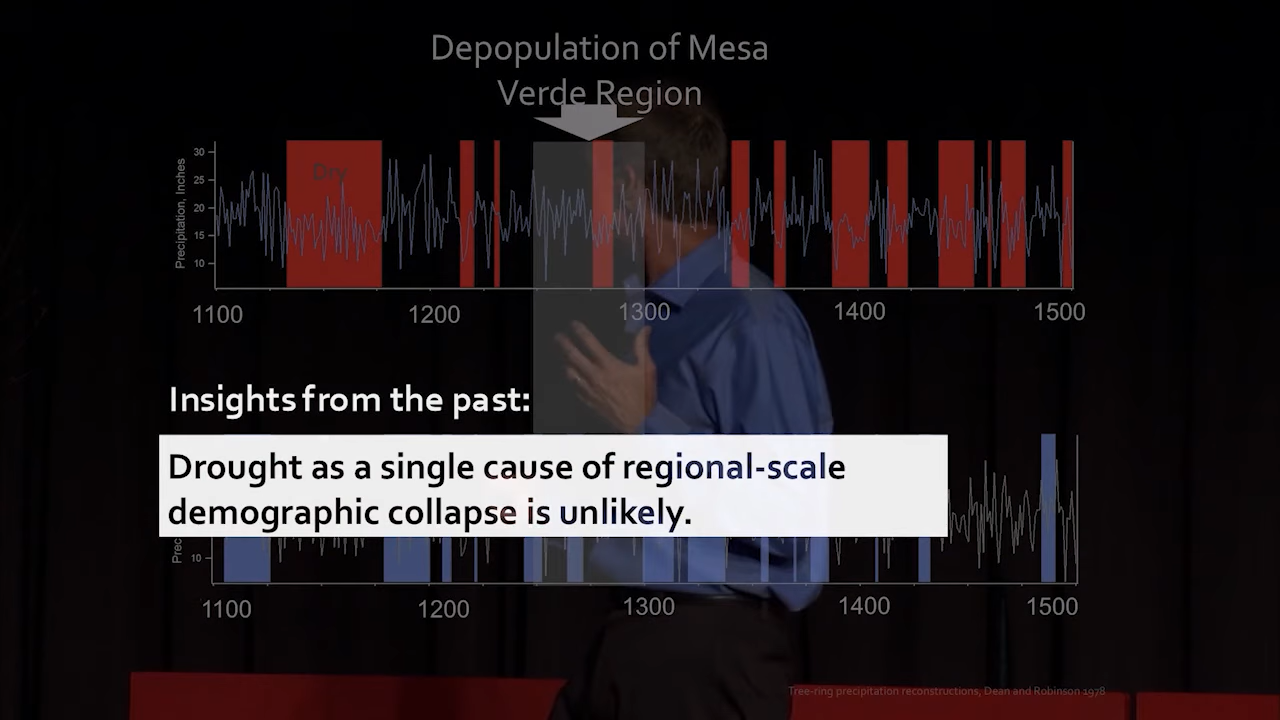 Depopulation of Mesa
Verde Region
Precipitation, Inches
30
25
20
15
10
Dry
1100
1200
1300
1400
1500
Insights from the past:
Drought as a single cause of regional-scale
demographic collapse is unlikely.
10
1100
1200
1300
1400
1500
Tree-ring precipitation reconstructions, Dean and Robinson 1978